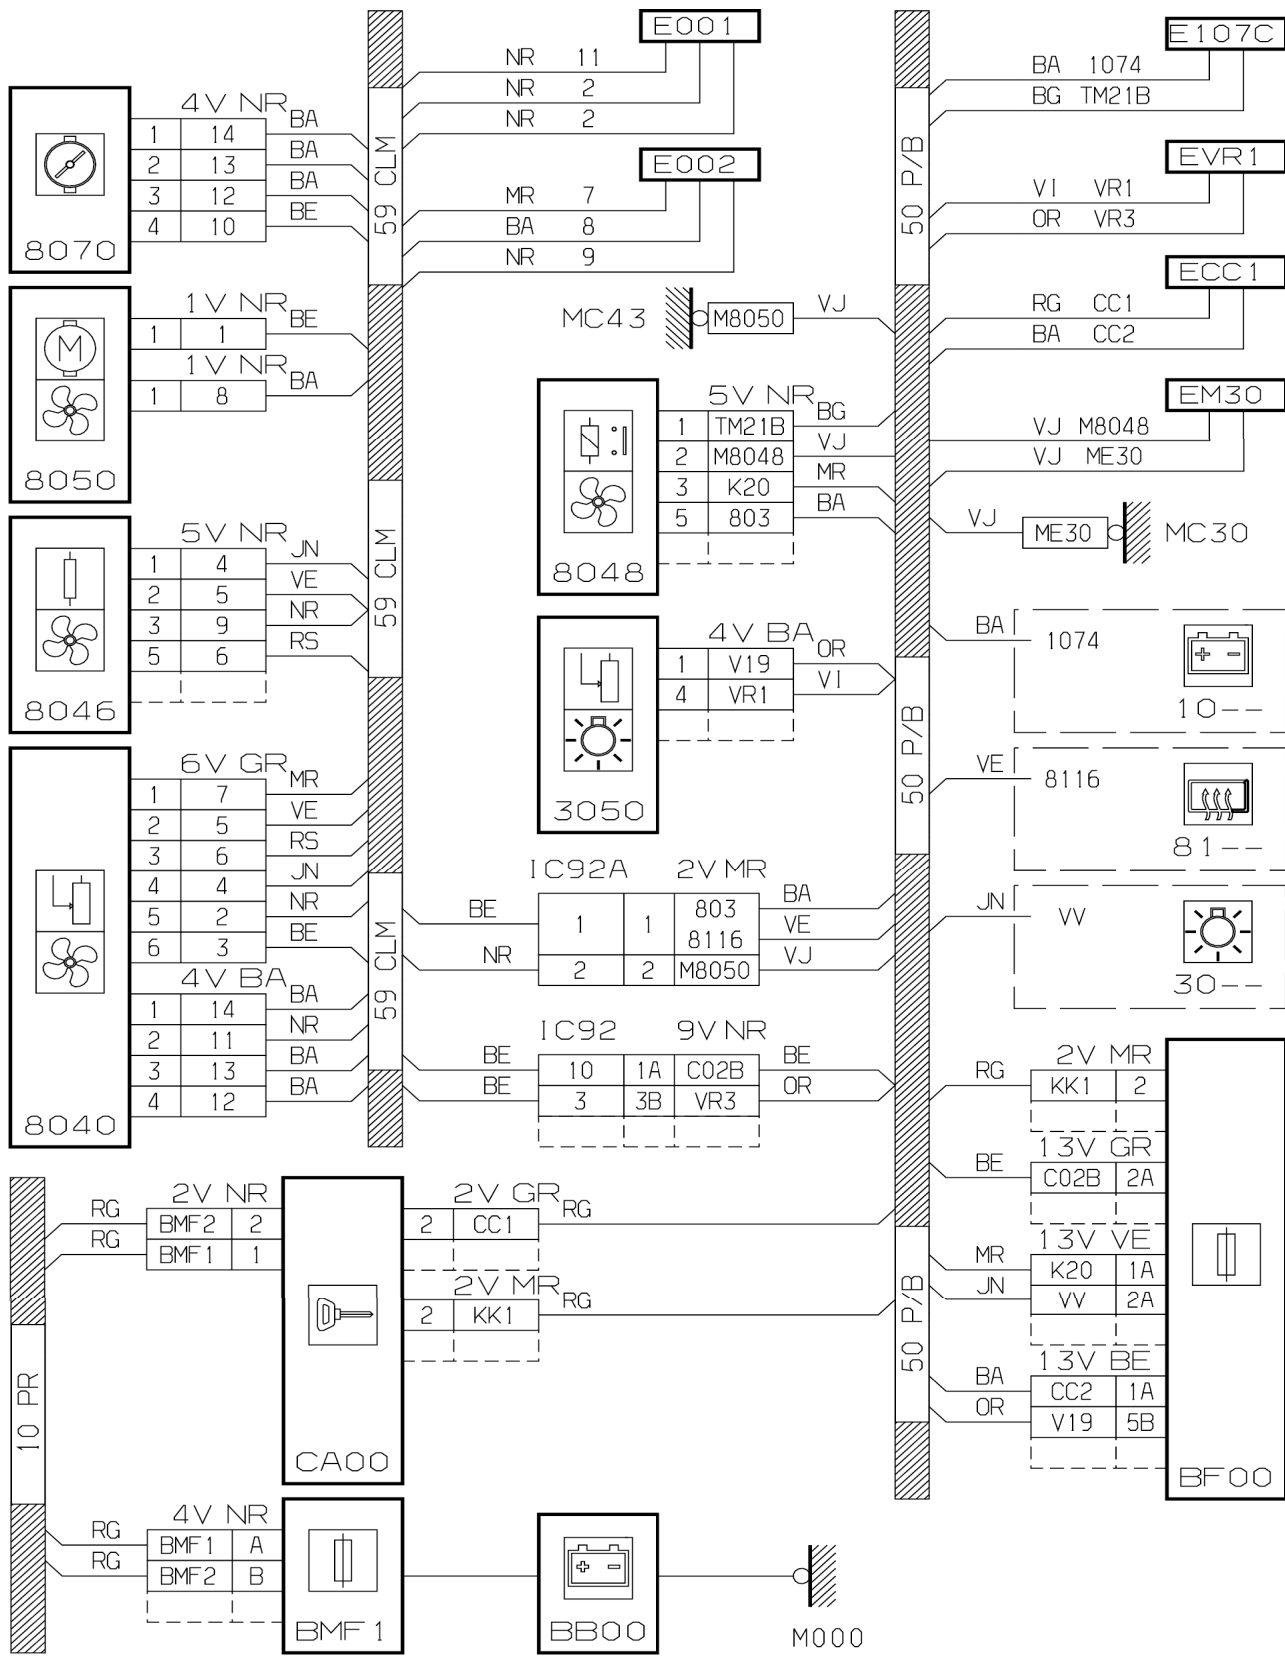 4V NR
1 14 BA
2 13 BA
3 12 BA
4 10 BE
8070
1V NR
1 1 BE
1V NR
1 8 BA
M
8050
5V NR
1 4 JN
2 5 VE
3 9 NR
5 6 RS
8046
6V GR
1 7 MR
2 5 VE
3 6 RS
4 4 JN
5 2 NR
6 3 BE
4V BA
1 14 BA
2 11 NR
3 13 BA
4 12 BA
8040
59 CLM
59 CLM
59 CLM
E001
NR 11
NR 2
NR 2
E002
MR 7
BA 8
NR 9
MC43 M8050 VJ
5V NR
1 TM21B BG
2 M8048 VJ
3 K20 MR
5 803 BA
8048
4V BA
1 V19 OR
4 VR1 VI
3050
IC92A 2V MR
BE 1 1 803 BA
8116 VE
NR 2 2 M8050 VJ
IC92 9V NR
BE 10 1A C02B BE
BE 3 3B VR3 OR
50 P/B
50 P/B
50 P/B
E107C
BA 1074
BG TM21B
EVR1
VI VR1
OR VR3
ECC1
RG CC1
BA CC2
EM30
VJ M8048
VJ ME30
VJ ME30 MC30
BA 1074
+ -
10--
VE 8116
81--
JN VV
30--
2V MR
RG KK1 2
13V GR
BE C02B 2A
13V VE
MR K20 1A
JN VV 2A
13V BE
BA CC2 1A
OR V19 5B
BF00
10 PR
2V NR
RG BMF2 2
RG BMF1 1
CA00
2V GR
2 CC1 RG
2V MR
2 KK1 RG
4V NR
RG BMF1 A
RG BMF2 B
BMF1
+ -
BB00
M000